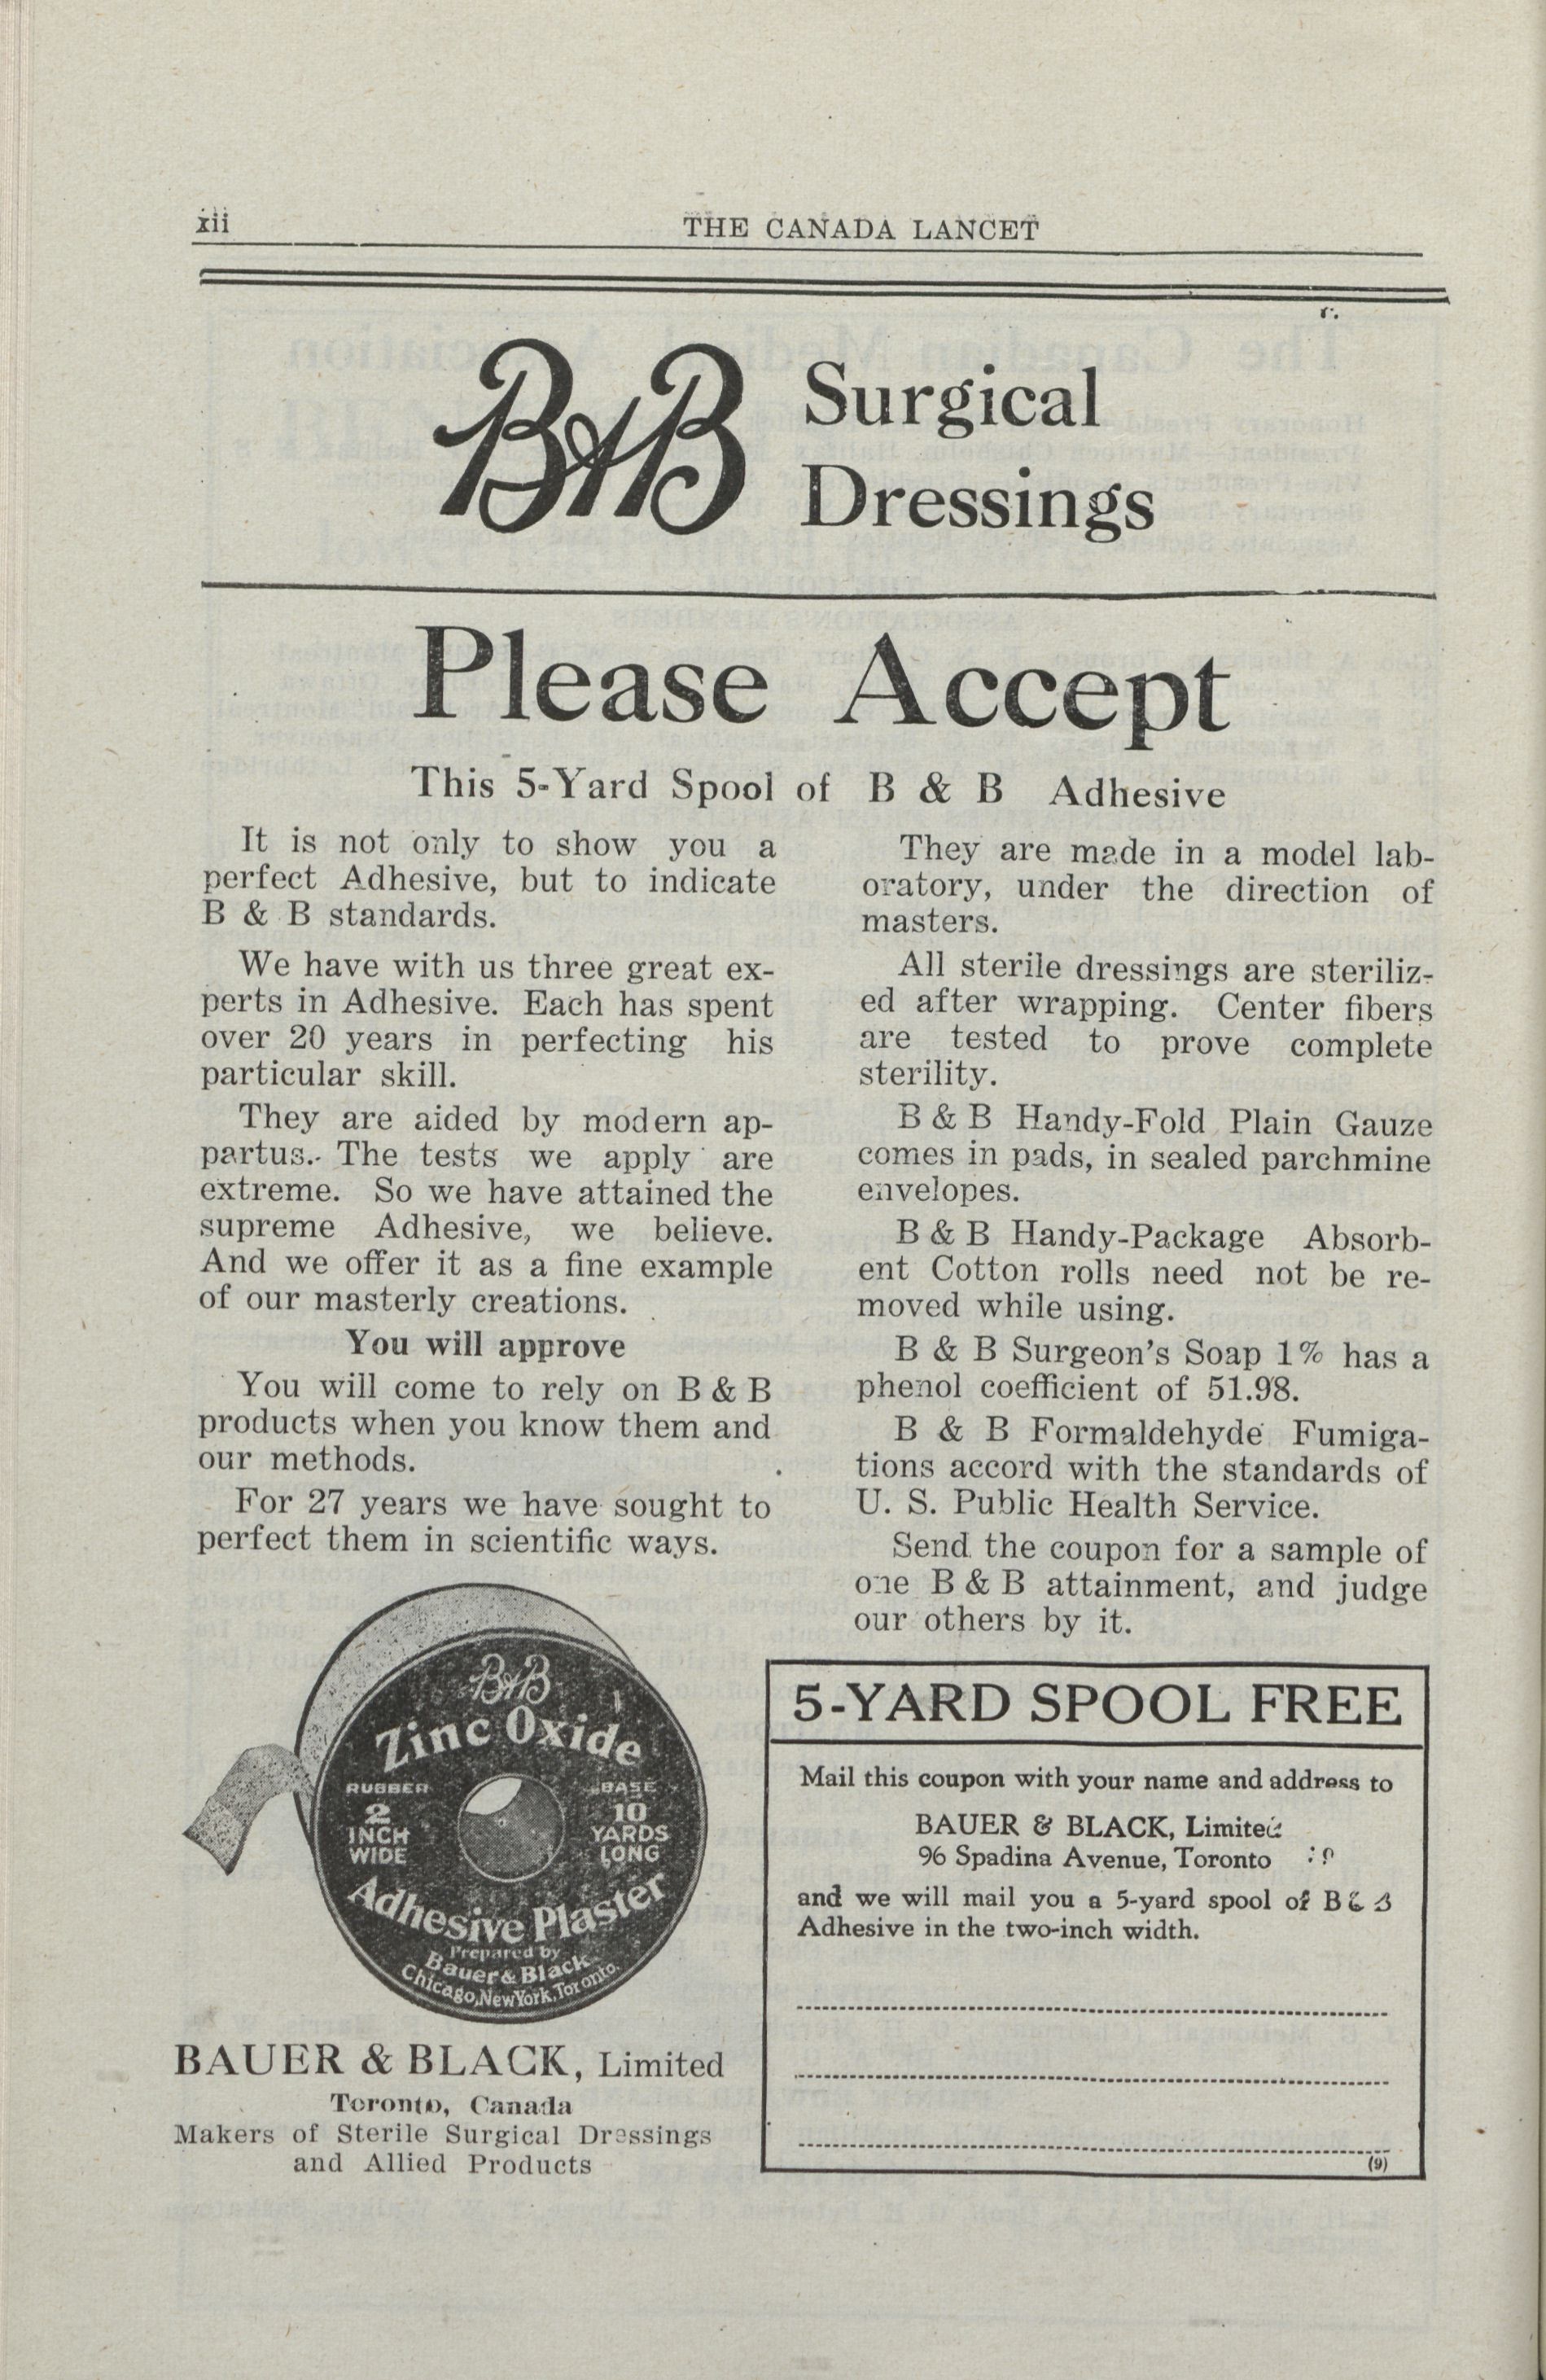 xii
THE CANADA LANCET
B&B
Surgical
Dressings
Please Accept
This 5-Yard Spool of B & B Adhesive
It is not only to show you a
perfect Adhesive, but to indicate
B & B standards.
We have with us three great ex-
perts in Adhesive. Each has spent
over 20 years in perfecting his
particular skill.
They are aided by modern ap-
partus. The tests we apply are
extreme. So we have attained the
supreme Adhesive, we believe.
And we offer it as a fine example
of our masterly creations.
You will approve
You will come to rely on B & B
products when you know them and
our methods.
For 27 years we have sought to
perfect them in scientific ways.
They are made in a model lab-
oratory, under the direction of
masters.
All sterile dressings are steriliz-
ed after wrapping. Center fibers
are tested to prove complete
sterility.
B & B Handy-Fold Plain Gauze
comes in pads, in sealed parchmine
envelopes.
B & B Handy-Package Absorb-
ent Cotton rolls need not be re-
moved while using.
B & B Surgeon's Soap 1% has a
phenol coefficient of 51.98.
B & B Formaldehyde Fumiga-
tions accord with the standards of
U. S. Public Health Service.
Send the coupon for a sample of
one B & B attainment, and judge
our others by it.
B&B
Zinc Oxide
RUBBER BASE
2
INCH
WIDE
10
YARDS
LONG
Adhesive Plaster
Prepared by
Bauer & Black
Chicago, New York, Toronto.
BAUER & BLACK, Limited
Toronto, Canada
Makers of Sterile Surgical Dressings
and Allied Products
5-YARD SPOOL FREE
Mail this coupon with your name and address to
BAUER & BLACK, Limited
96 Spadina Avenue, Toronto
and we will mail you a 5-yard spool of B & B
Adhesive in the two-inch width.
(9)